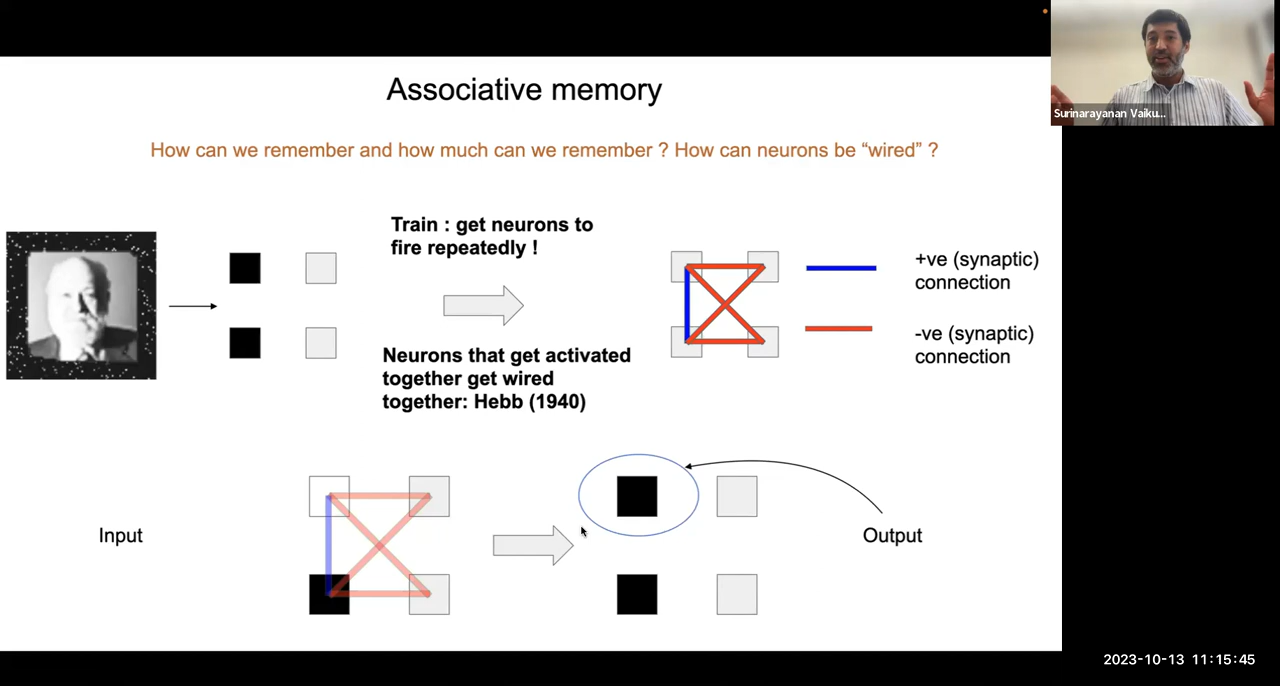 Associative memory
How can we remember and how much can we remember ? How can neurons be “wired” ?
Train : get neurons to
fire repeatedly !
Neurons that get activated
together get wired
together: Hebb (1940)
+ve (synaptic)
connection
-ve (synaptic)
connection
Input
Output
Surinarayanan Vaiku...
2023-10-13 11:15:45